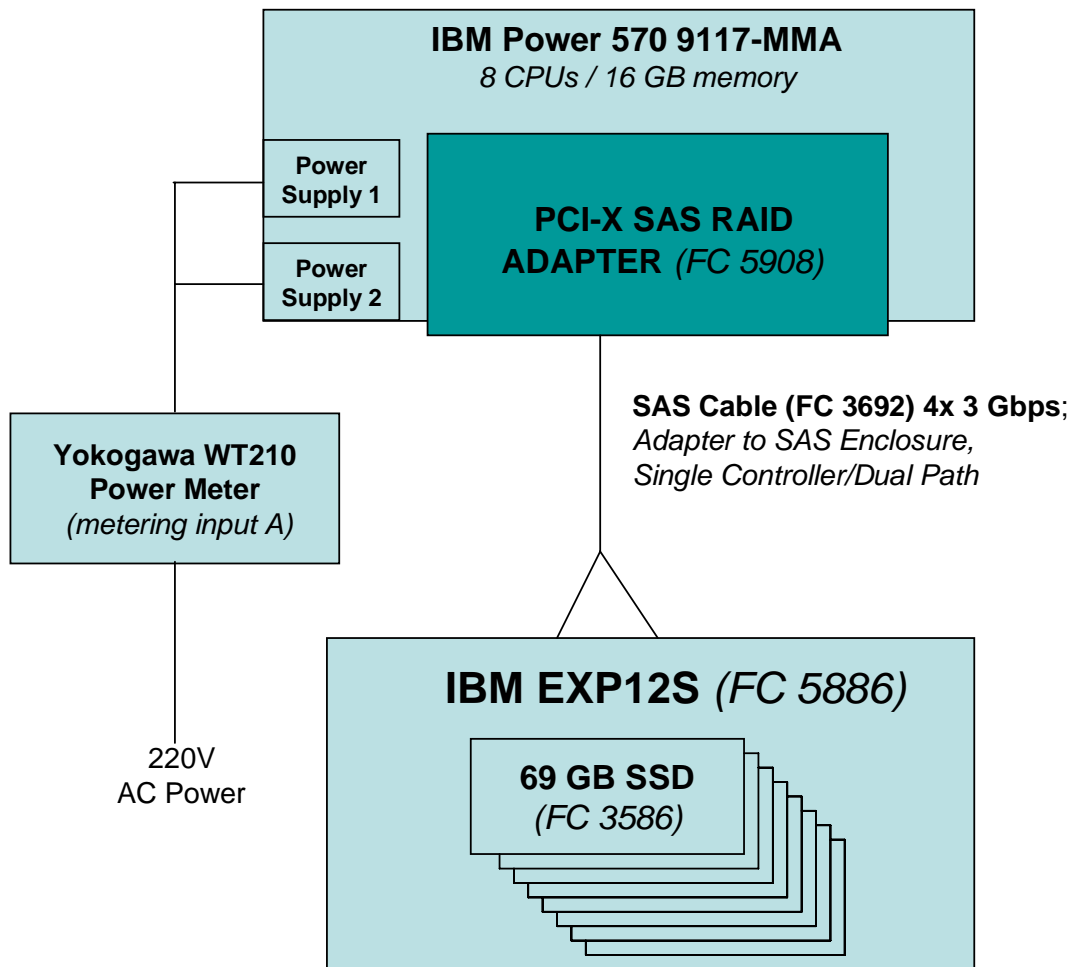 IBM Power 570 9117-MMA
8 CPUs / 16 GB memory
Power
Supply 1
PCI-X SAS RAID
ADAPTER (FC 5908)
Power
Supply 2
SAS Cable (FC 3692) 4x 3 Gbps;
Adapter to SAS Enclosure,
Single Controller/Dual Path
Yokogawa WT210
Power Meter
(metering input A)
IBM EXP12S (FC 5886)
220V
AC Power
69 GB SSD
(FC 3586)